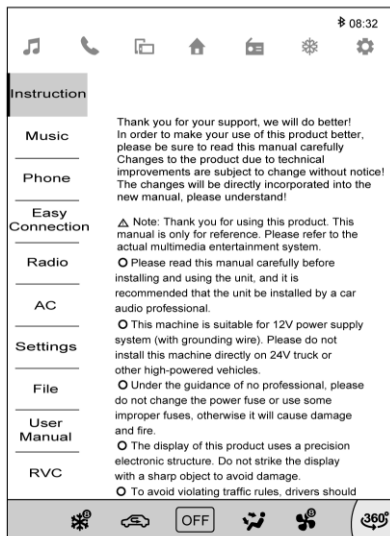 08:32
Instruction
Music
Phone
Easy
Connection
Radio
AC
Settings
File
User
Manual
RVC
Thank you for your support, we will do better!
In order to make your use of this product better,
please be sure to read this manual carefully
Changes to the product due to technical
improvements are subject to change without notice!
The changes will be directly incorporated into the
new manual, please understand!
Note: Thank you for using this product. This
manual is only for reference. Please refer to the
actual multimedia entertainment system.
Please read this manual carefully before
installing and using the unit, and it is
recommended that the unit be installed by a car
audio professional.
This machine is suitable for 12V power supply
system (with grounding wire). Please do not
install this machine directly on 24V truck or
other high-powered vehicles.
Under the guidance of no professional, please
do not change the power fuse or use some
improper fuses, otherwise it will cause damage
and fire.
The display of this product uses a precision
electronic structure. Do not strike the display
with a sharp object to avoid damage.
To avoid violating traffic rules, drivers should
OFF
360°